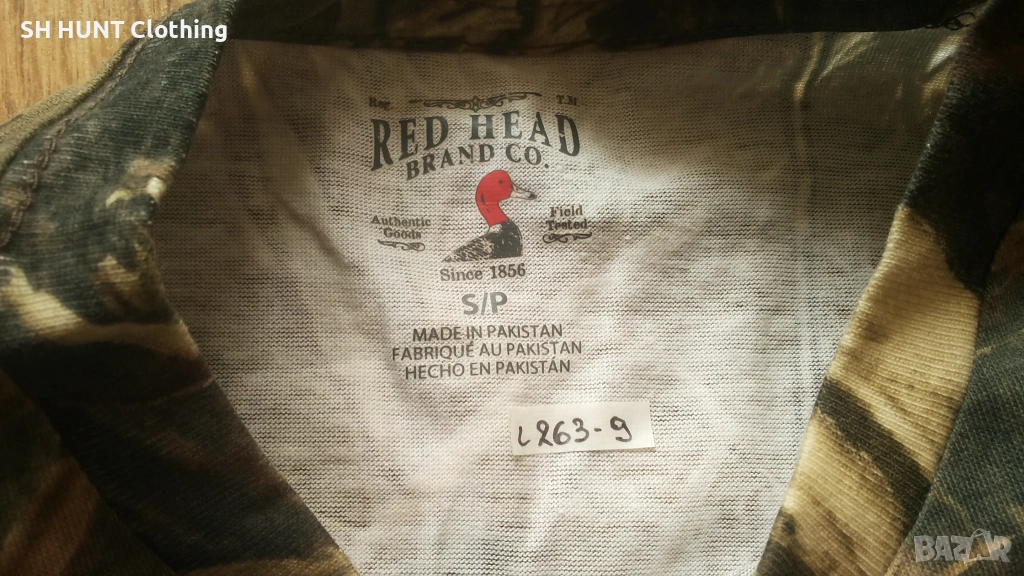 SH HUNT Clothing
Reg. T.M
RED HEAD
BRAND CO.
Authentic Goods
Field Tested
Since 1856
S/P
MADE IN PAKISTAN
FABRIQUÉ AU PAKISTAN
HECHO EN PAKISTÁN
L263-9
BAZAR